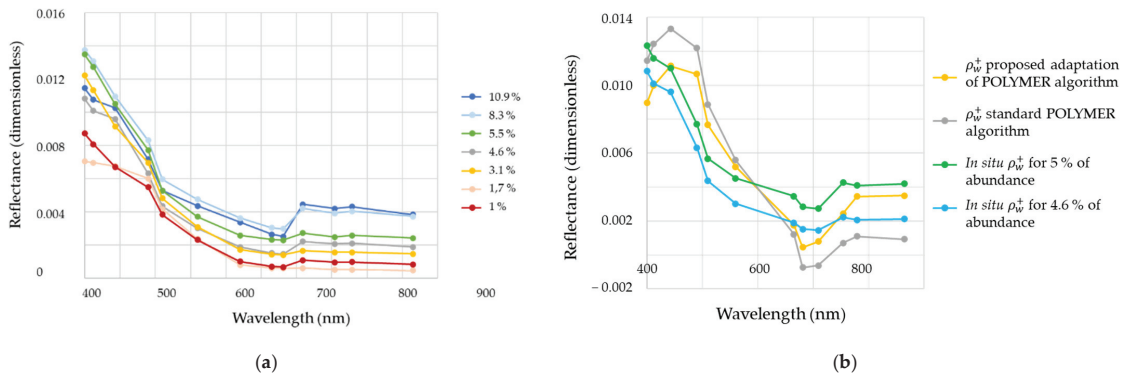 0.016
0.012
0.008
0.004
0
Reflectance (dimensionless)
400
500
600
700
800
900
Wavelength (nm)
10.9 %
8.3 %
5.5 %
4.6 %
3.1 %
1,7 %
1 %
(a)
0.014
0.010
0.006
0.002
– 0.002
Reflectance (dimensionless)
400
600
800
Wavelength (nm)
ρw+ proposed adaptation
of POLYMER algorithm
ρw+ standard POLYMER
algorithm
In situ ρw+ for 5 % of
abundance
In situ ρw+ for 4.6 % of
abundance
(b)